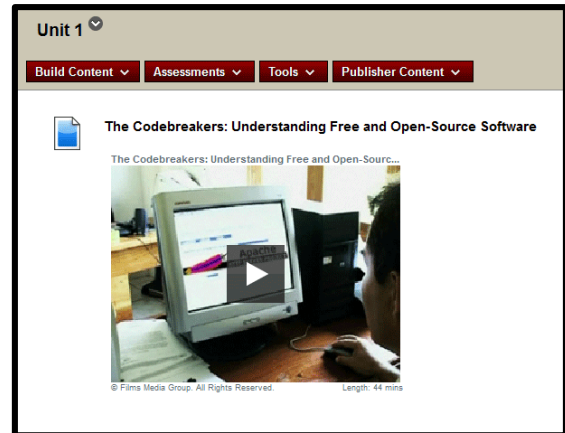 Unit 1
Build Content Assessments Tools Publisher Content
The Codebreakers: Understanding Free and Open-Source Software
The Codebreakers: Understanding Free and Open-Sourc...
Apache
© Films Media Group. All Rights Reserved. Length: 44 mins